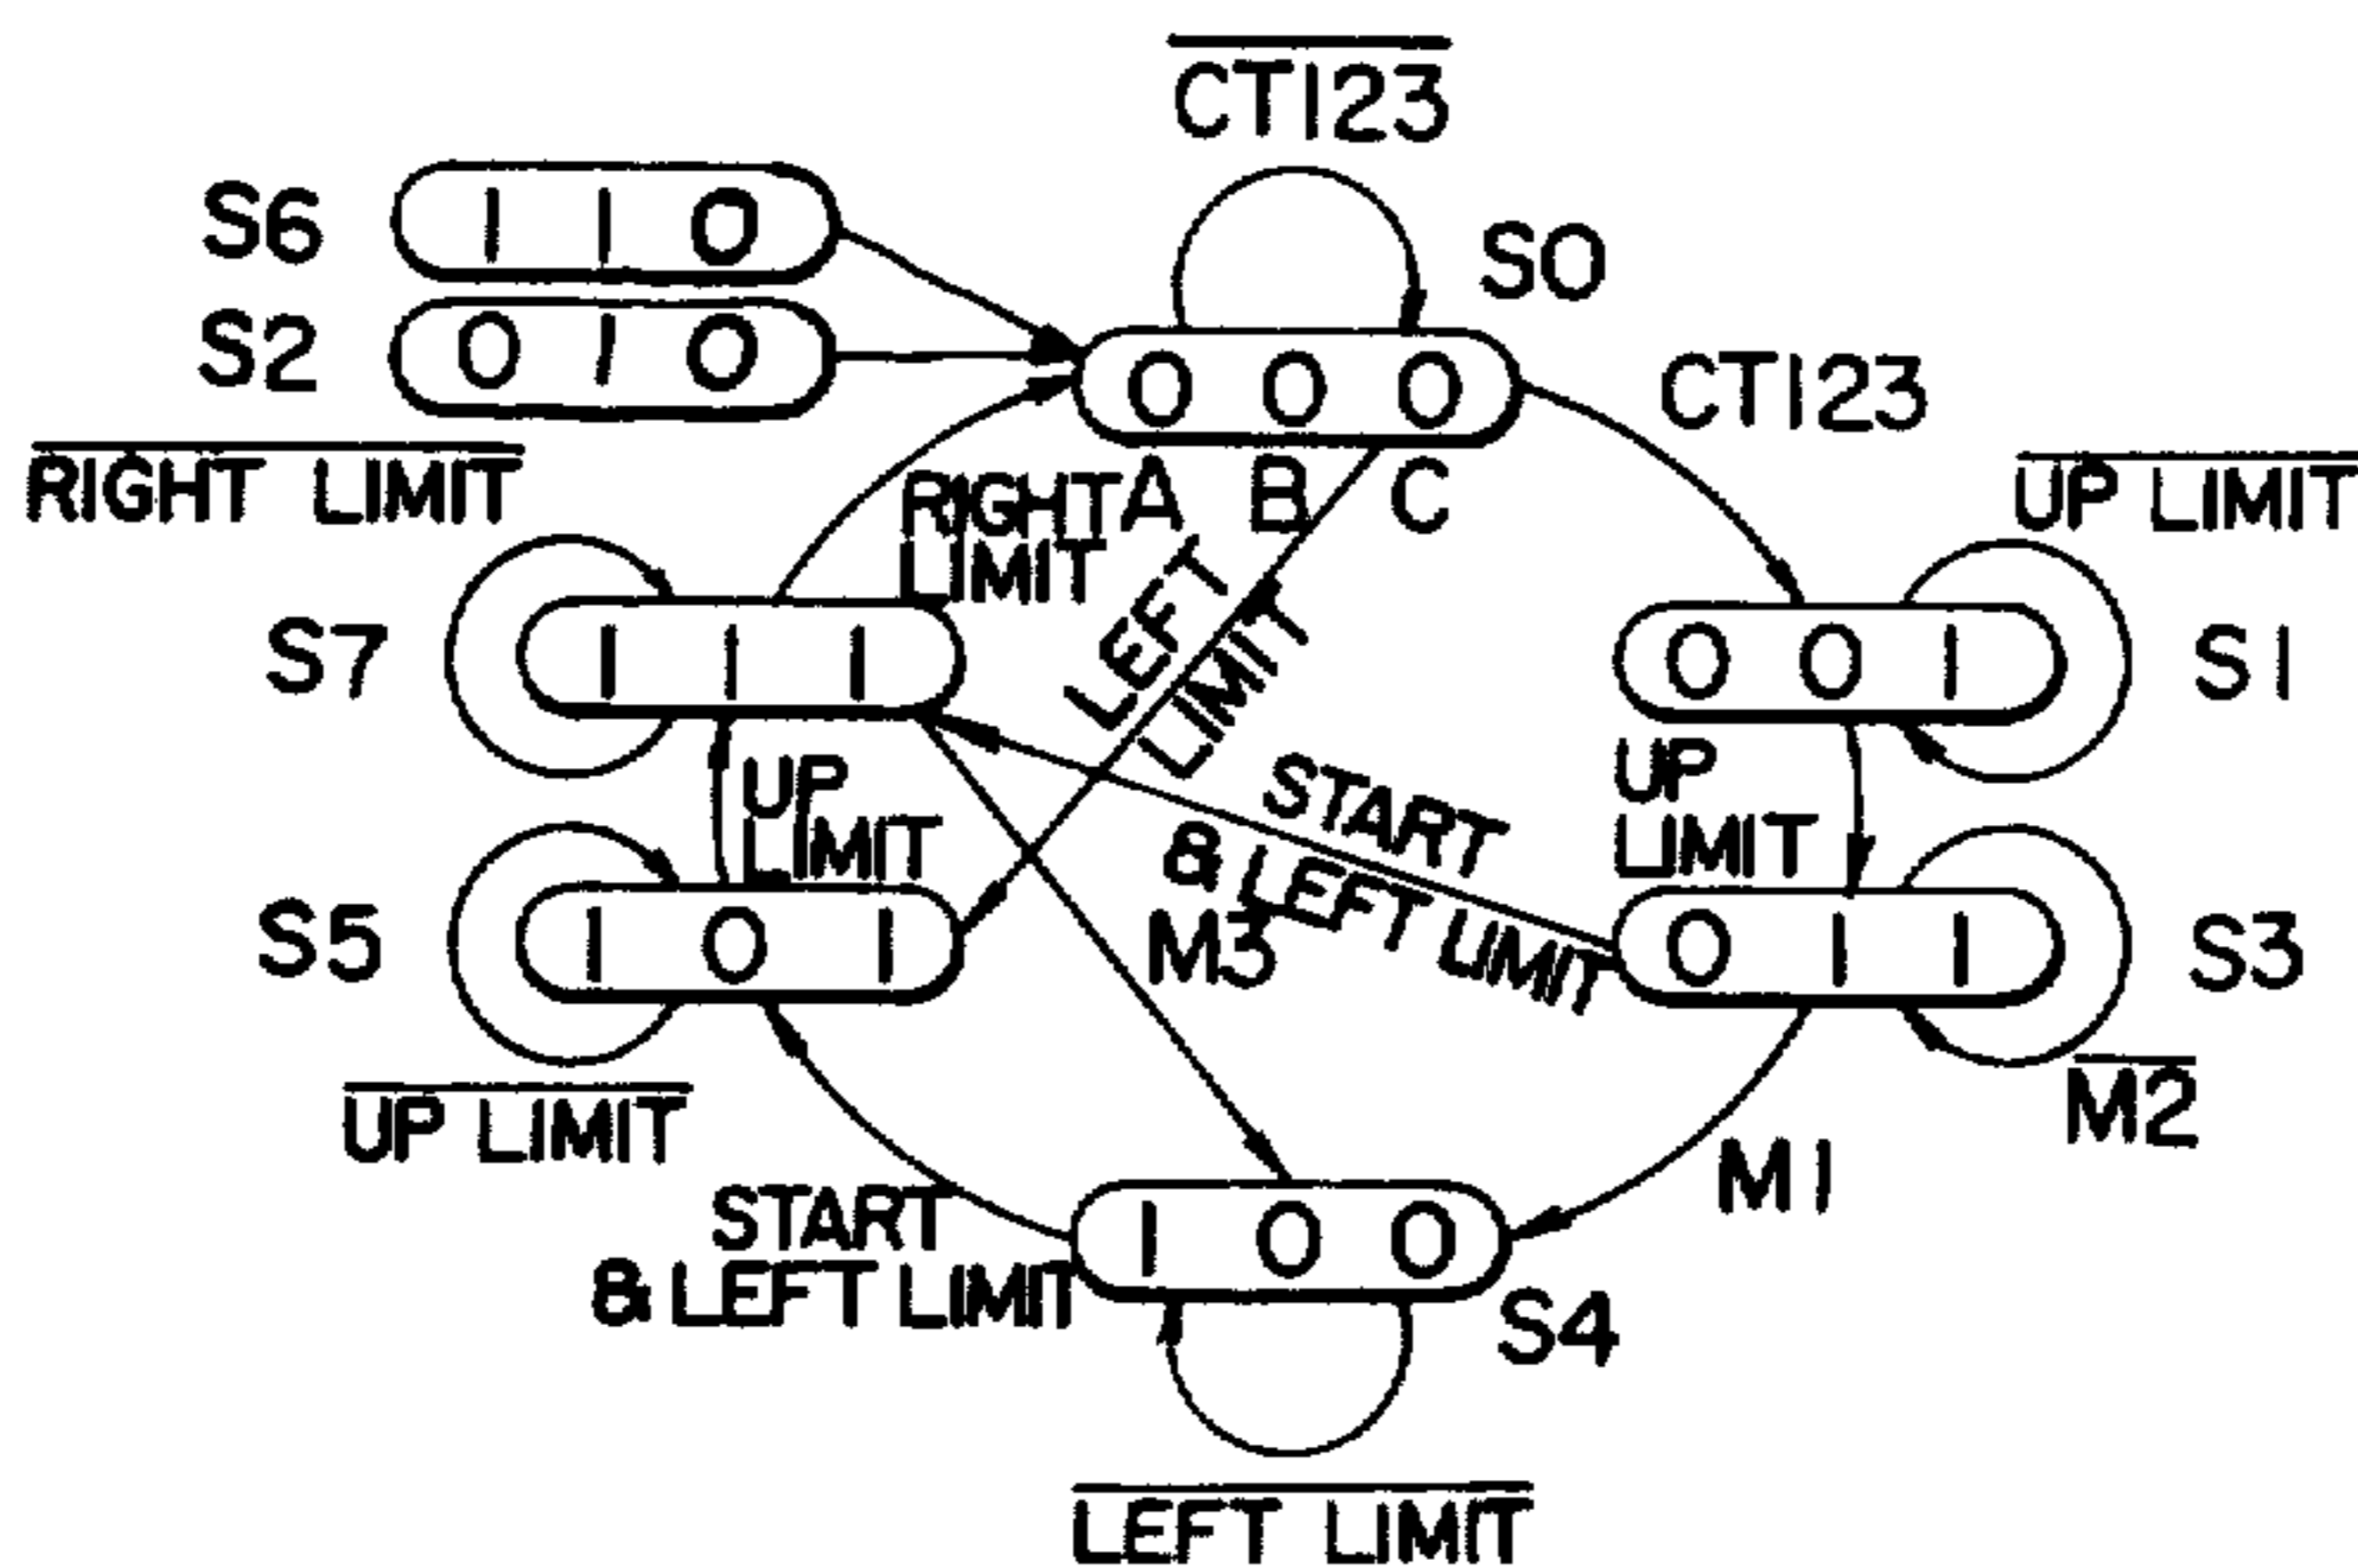 CT123
S6
1 1 0
S0
S2
0 1 0
0 0 0
CT123
RIGHT LIMIT
RIGHT
LIMIT
A B C
UP LIMIT
LEFT
LIMIT
S7
1 1 1
0 0 1
S1
UP
LIMIT
START
& LEFT LIMIT
UP
LIMIT
S5
1 0 1
M3
0 1 1
S3
UP LIMIT
M2
M1
START
& LEFT LIMIT
1 0 0
S4
LEFT LIMIT